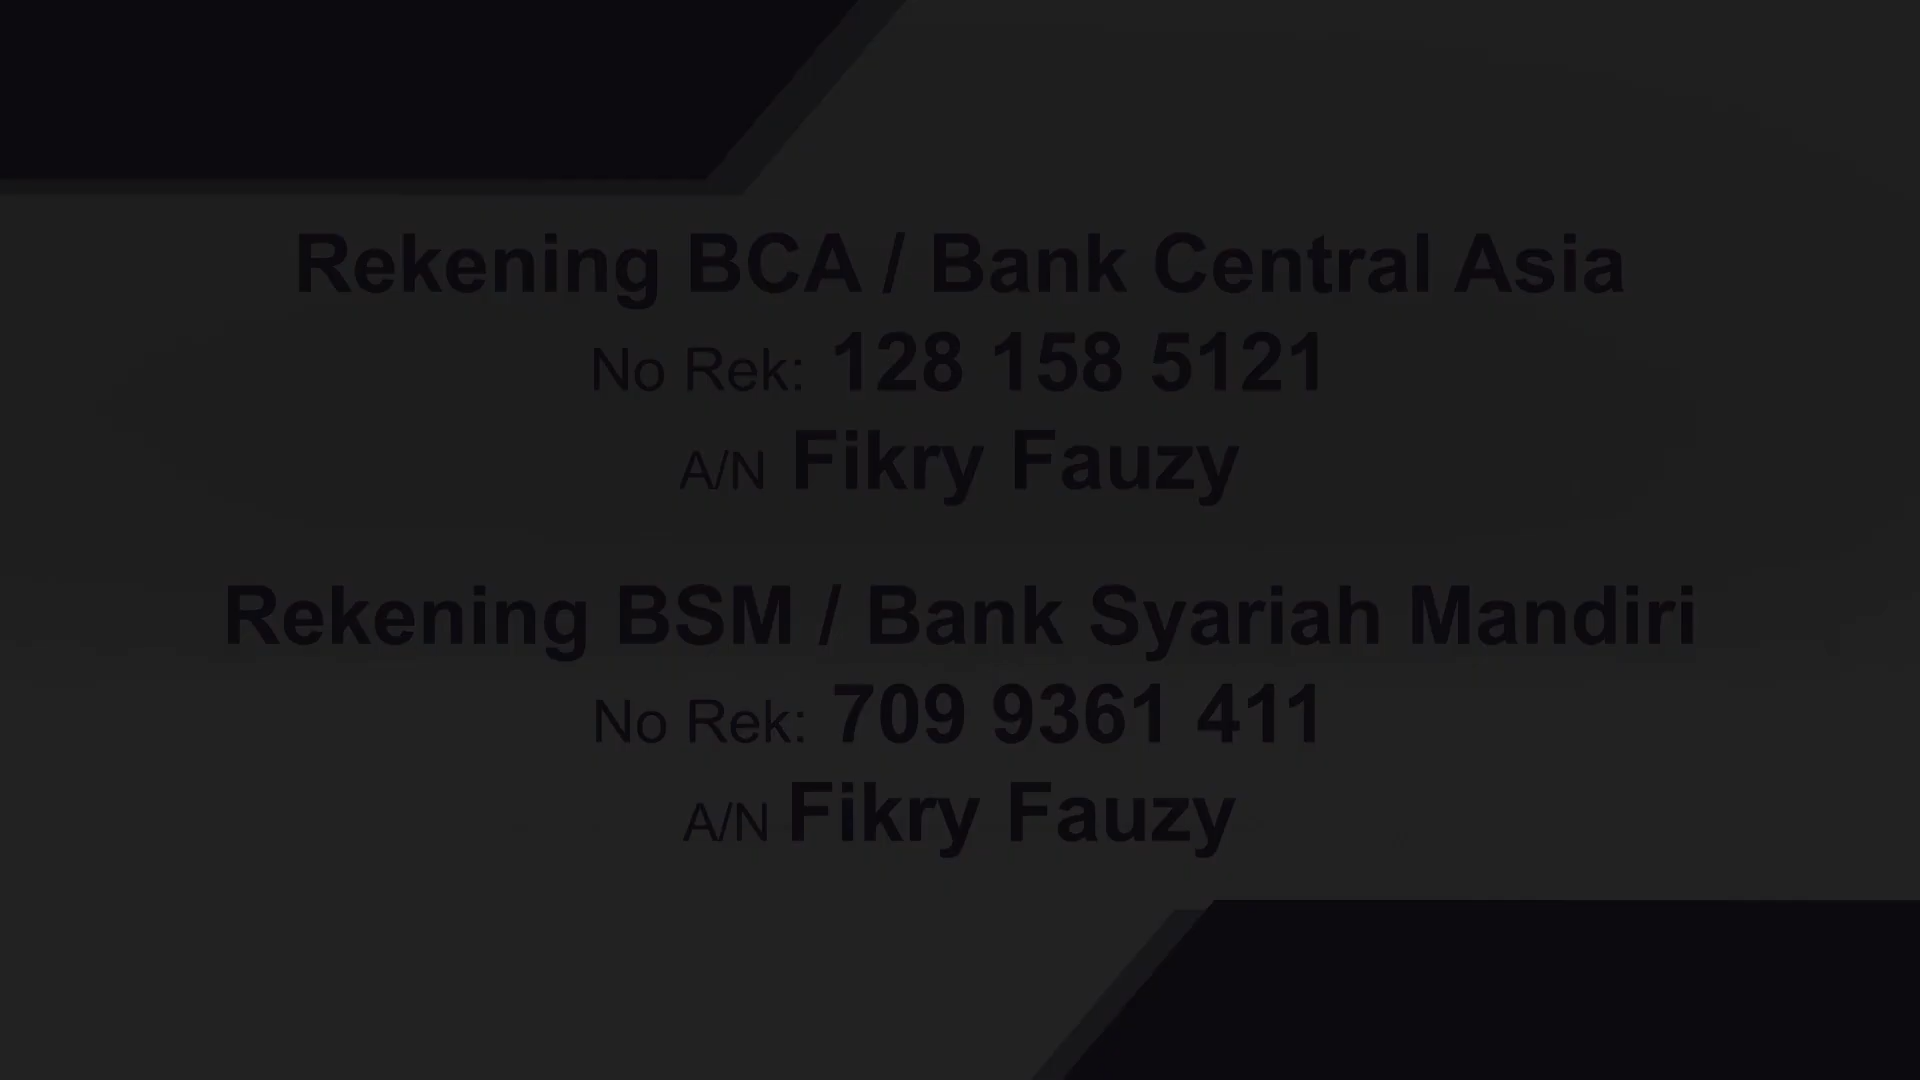 Rekening BCA / Bank Central Asia
No Rek: 128 158 5121
A/N Fikry Fauzy
Rekening BSM / Bank Syariah Mandiri
No Rek: 709 9361 411
A/N Fikry Fauzy